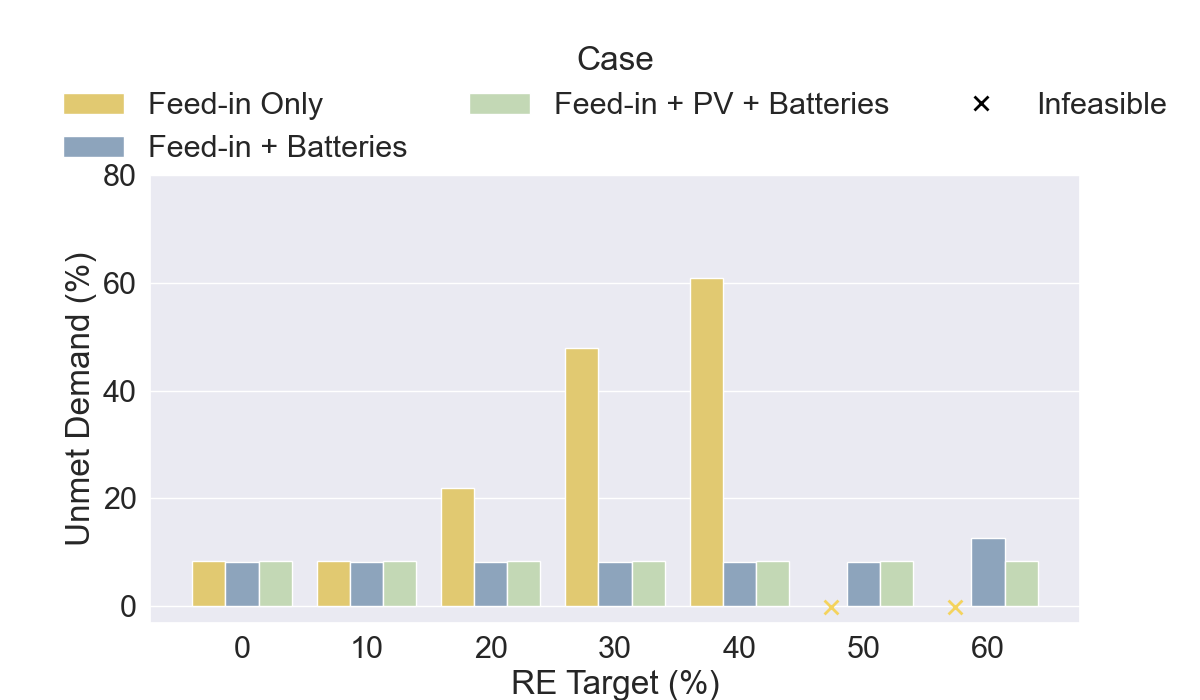 Case
Feed-in Only
Feed-in + PV + Batteries
Infeasible
Feed-in + Batteries
80
60
40
20
0
Unmet Demand (%)
0 10 20 30 40 50 60
RE Target (%)